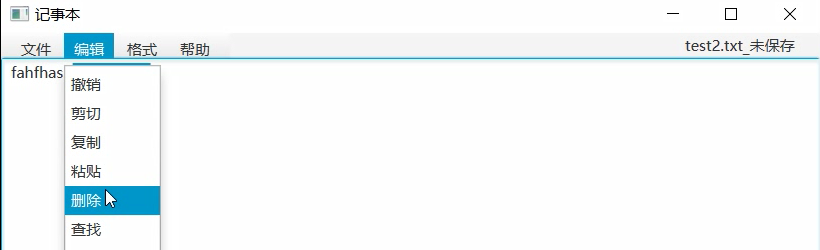 记事本
文件 编辑 格式 帮助 test2.txt_未保存
fahfhas
撤销
剪切
复制
粘贴
删除
查找